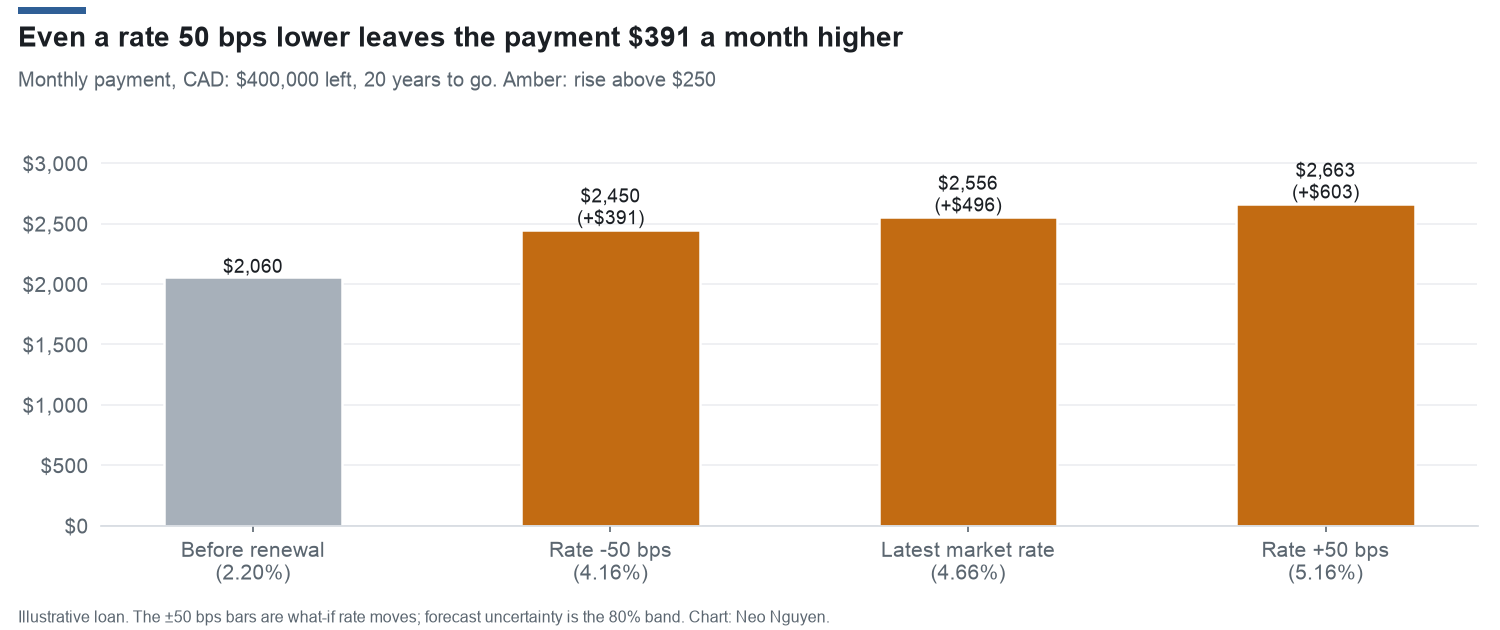 Even a rate 50 bps lower leaves the payment $391 a month higher
Monthly payment, CAD: $400,000 left, 20 years to go. Amber: rise above $250
$3,000
$2,500
$2,000
$1,500
$1,000
$500
$0
$2,060
$2,450
(+$391)
$2,556
(+$496)
$2,663
(+$603)
Before renewal
(2.20%)
Rate -50 bps
(4.16%)
Latest market rate
(4.66%)
Rate +50 bps
(5.16%)
Illustrative loan. The ±50 bps bars are what-if rate moves; forecast uncertainty is the 80% band. Chart: Neo Nguyen.